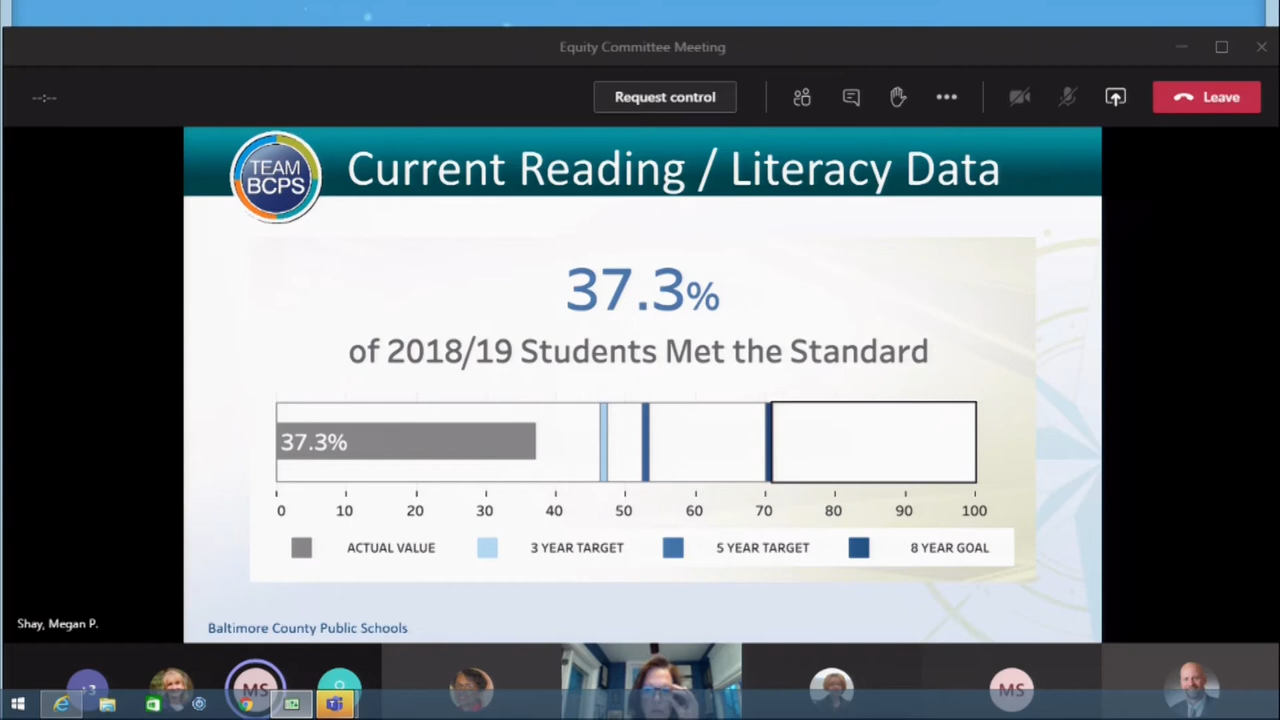 Equity Committee Meeting
--:--
Request control
Leave
TEAM
BCPS
Current Reading / Literacy Data
37.3%
of 2018/19 Students Met the Standard
37.3%
0 10 20 30 40 50 60 70 80 90 100
ACTUAL VALUE 3 YEAR TARGET 5 YEAR TARGET 8 YEAR GOAL
Shay, Megan P.
Baltimore County Public Schools
+3
MS
MS